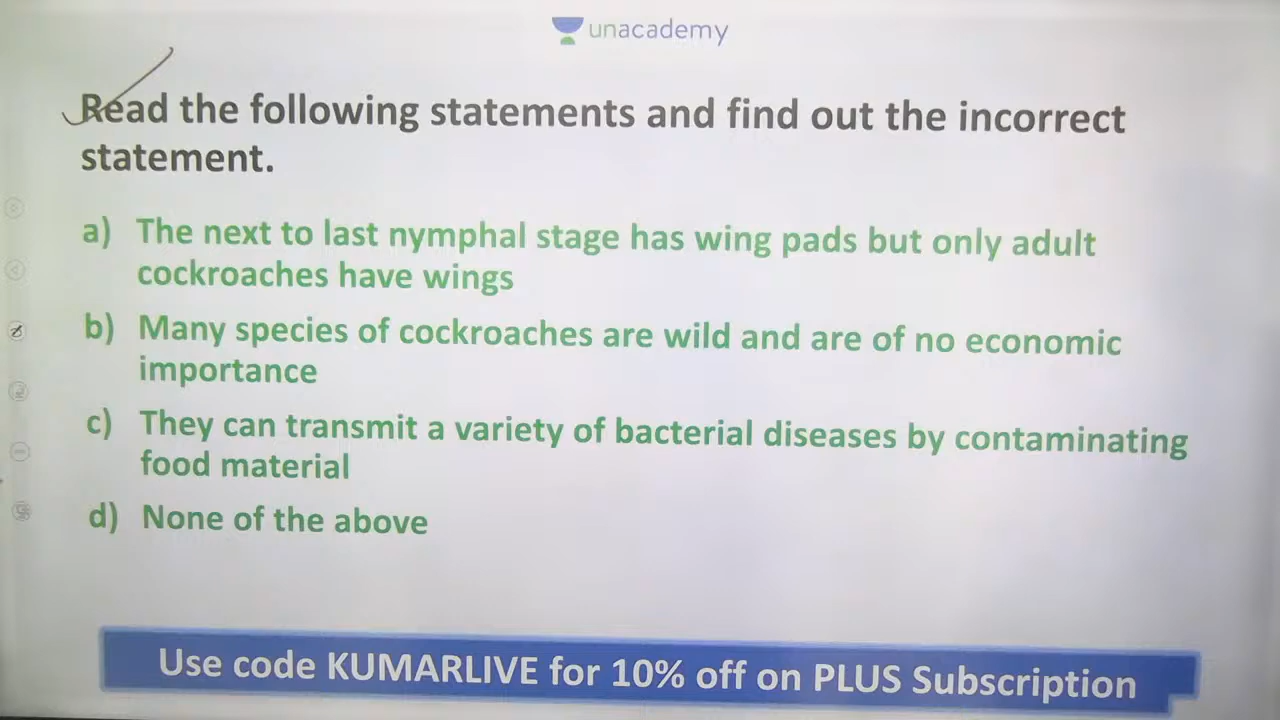 unacademy
Read the following statements and find out the incorrect
statement.
a) The next to last nymphal stage has wing pads but only adult
cockroaches have wings
b) Many species of cockroaches are wild and are of no economic
importance
c) They can transmit a variety of bacterial diseases by contaminating
food material
d) None of the above
Use code KUMARLIVE for 10% off on PLUS Subscription